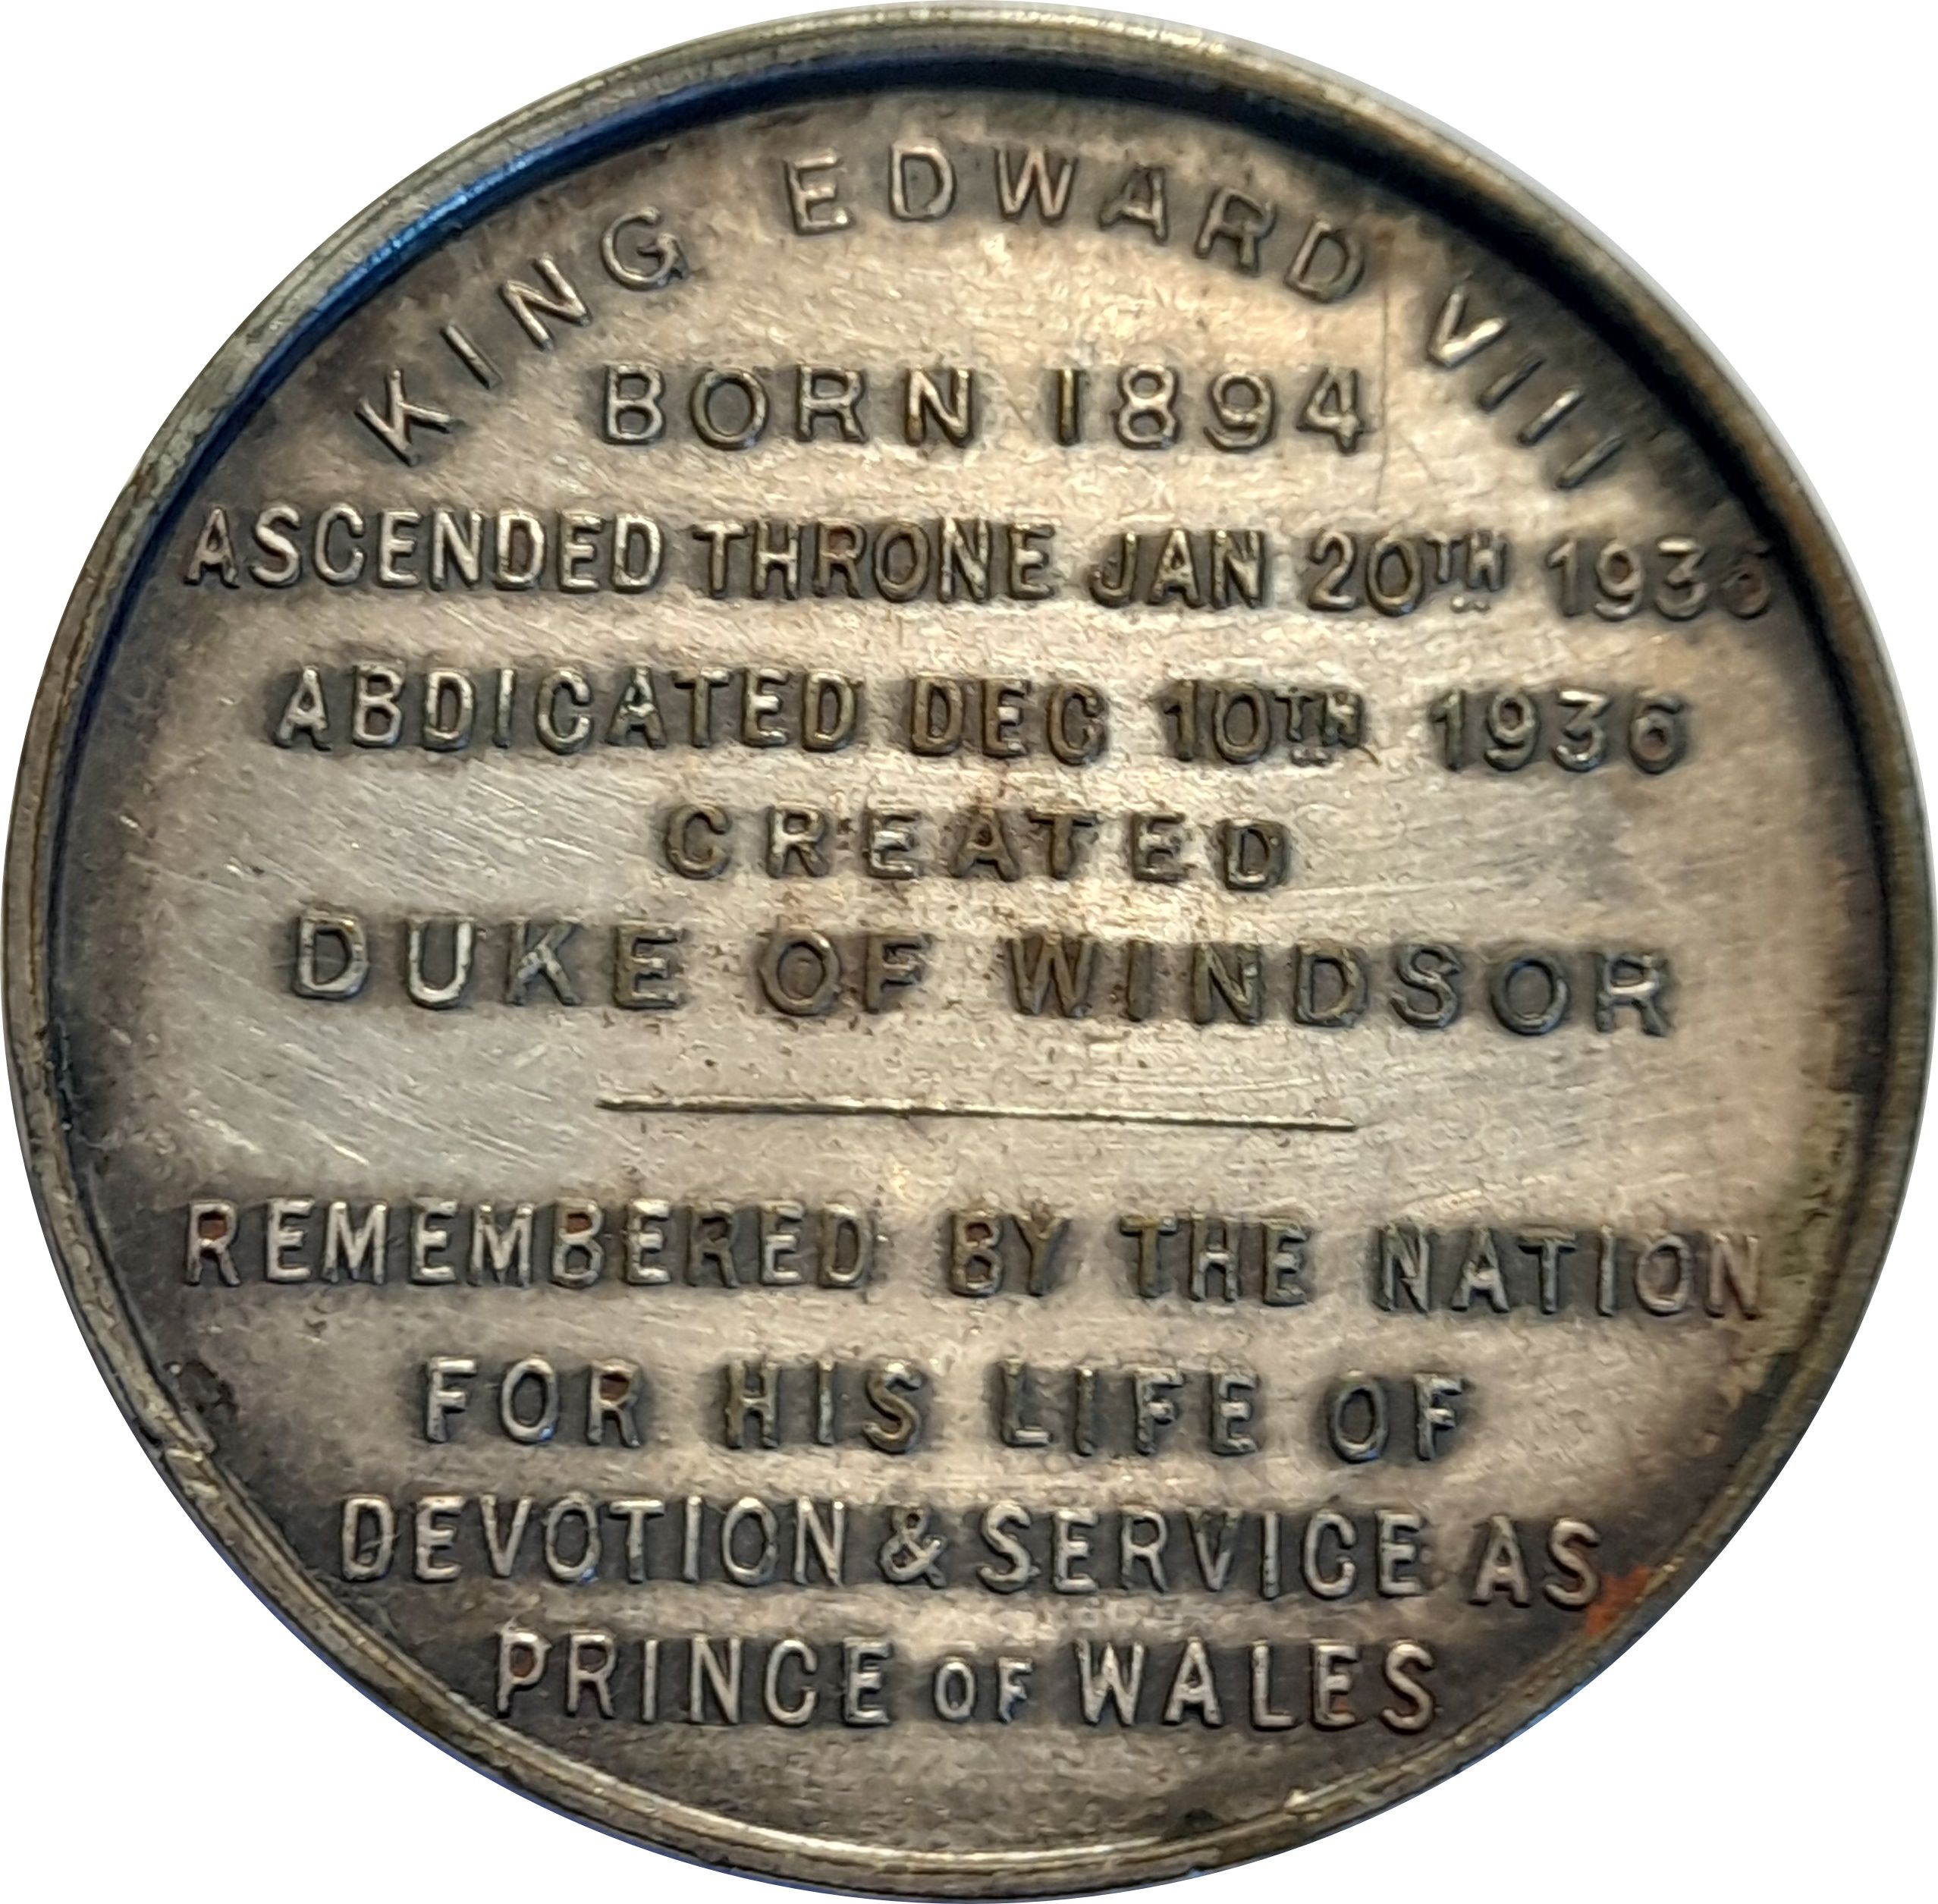 KING EDWARD VIII
BORN 1894
ASCENDED THRONE JAN 20TH 1936
ABDICATED DEC 10TH 1936
CREATED
DUKE OF WINDSOR
REMEMBERED BY THE NATION
FOR HIS LIFE OF
DEVOTION & SERVICE AS
PRINCE OF WALES